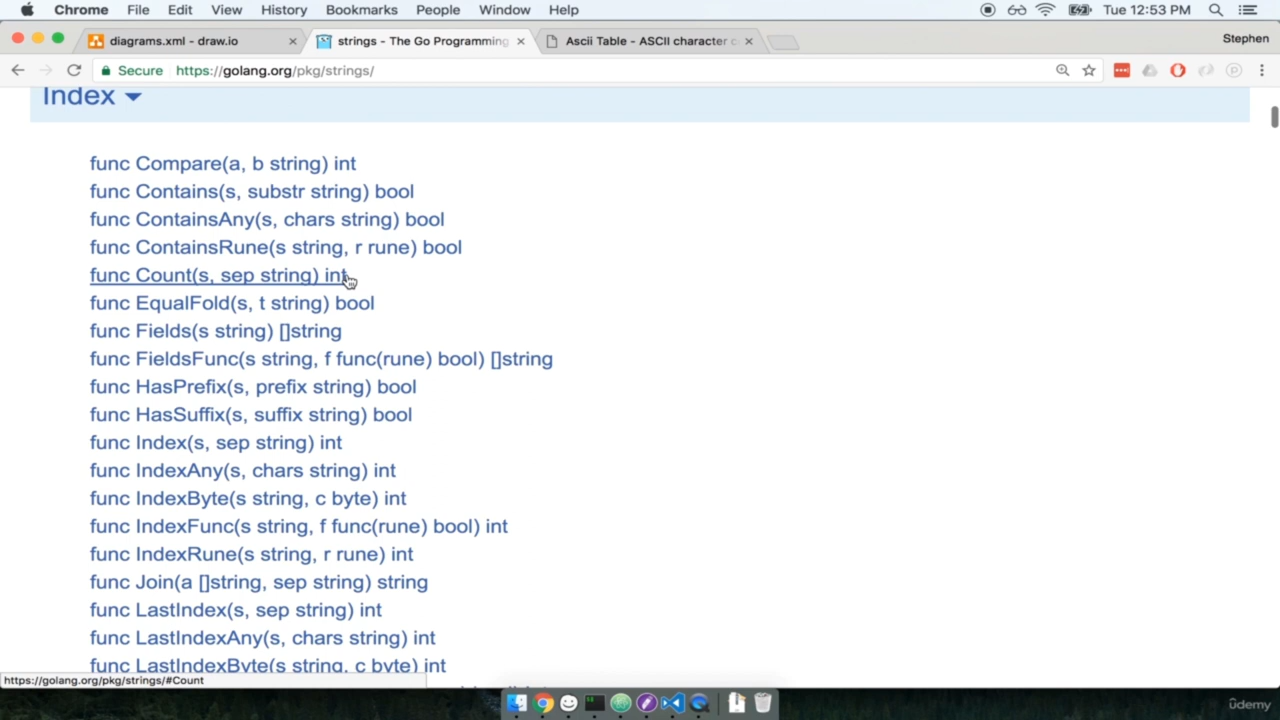 Chrome File Edit View History Bookmarks People Window Help Tue 12:53 PM
diagrams.xml - draw.io strings - The Go Programming Ascii Table - ASCII character c Stephen
Secure https://golang.org/pkg/strings/
Index
func Compare(a, b string) int
func Contains(s, substr string) bool
func ContainsAny(s, chars string) bool
func ContainsRune(s string, r rune) bool
func Count(s, sep string) int
func EqualFold(s, t string) bool
func Fields(s string) []string
func FieldsFunc(s string, f func(rune) bool) []string
func HasPrefix(s, prefix string) bool
func HasSuffix(s, suffix string) bool
func Index(s, sep string) int
func IndexAny(s, chars string) int
func IndexByte(s string, c byte) int
func IndexFunc(s string, f func(rune) bool) int
func IndexRune(s string, r rune) int
func Join(a []string, sep string) string
func LastIndex(s, sep string) int
func LastIndexAny(s, chars string) int
func LastIndexByte(s string, c byte) int
https://golang.org/pkg/strings/#Count
ûdemy